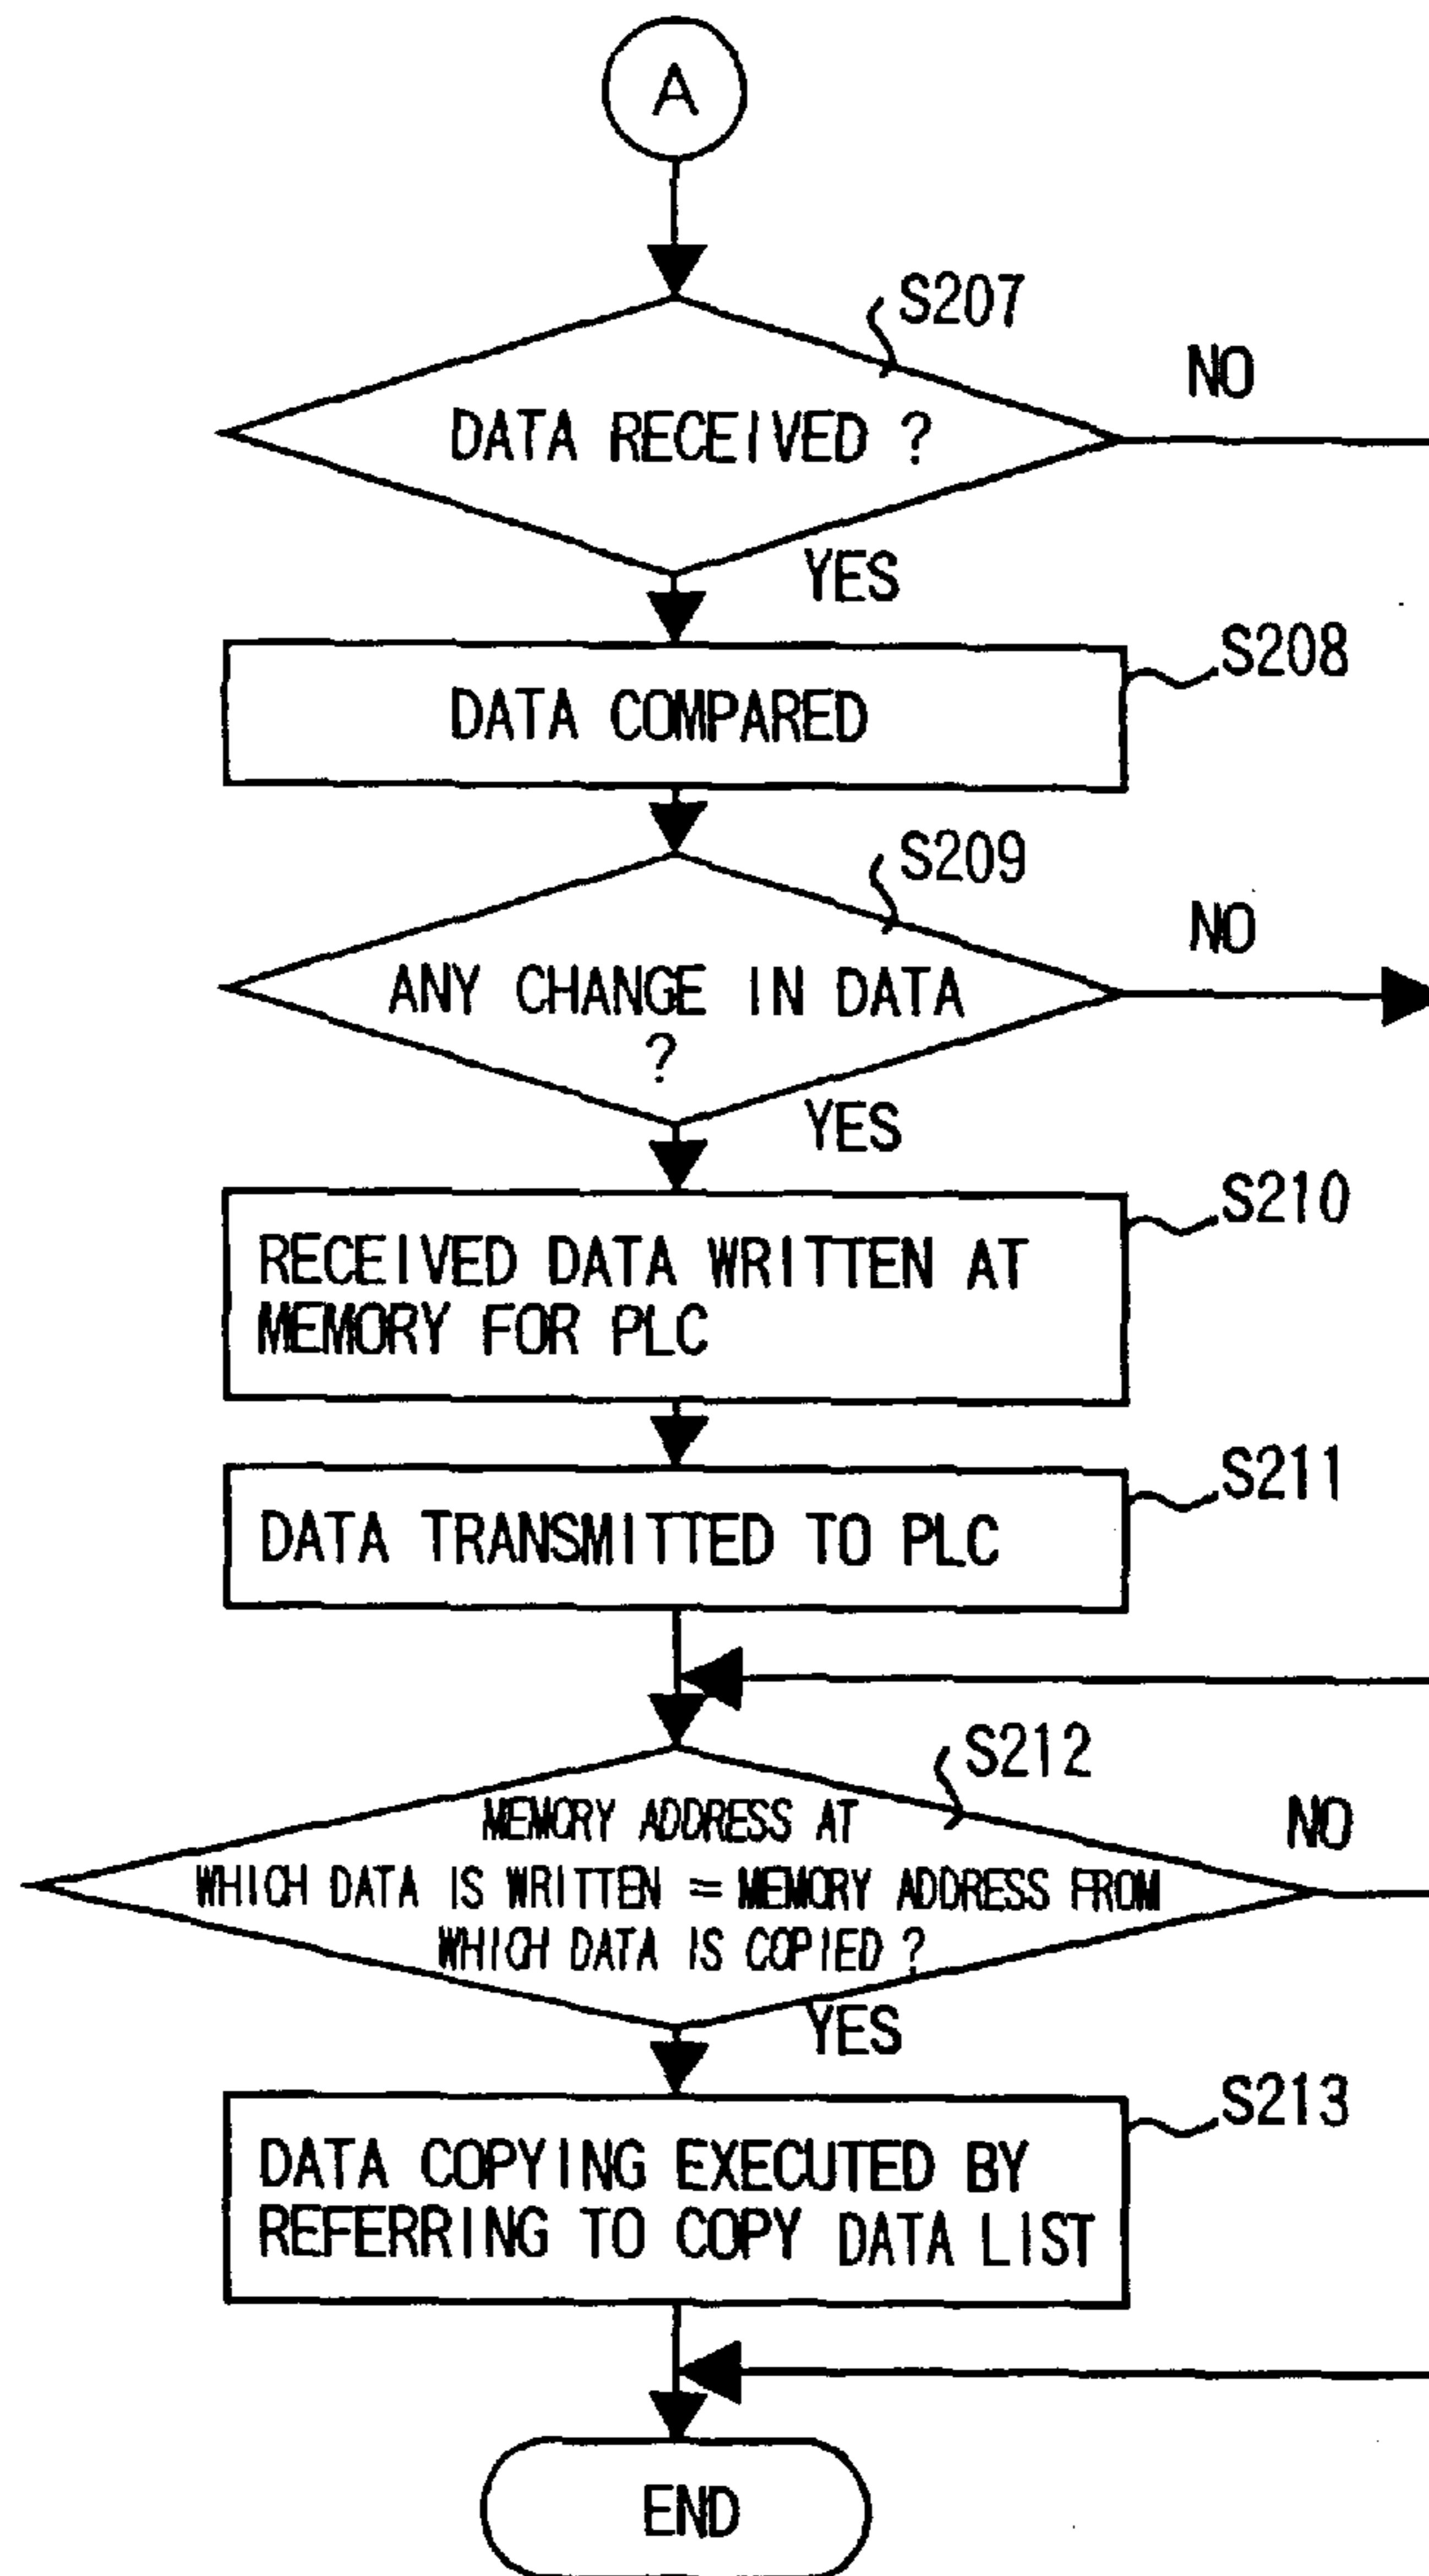 A
S207
DATA RECEIVED ?
NO
YES
S208
DATA COMPARED
S209
ANY CHANGE IN DATA
?
NO
YES
S210
RECEIVED DATA WRITTEN AT
MEMORY FOR PLC
S211
DATA TRANSMITTED TO PLC
S212
MEMORY ADDRESS AT
WHICH DATA IS WRITTEN = MEMORY ADDRESS FROM
WHICH DATA IS COPIED ?
NO
YES
S213
DATA COPYING EXECUTED BY
REFERRING TO COPY DATA LIST
END